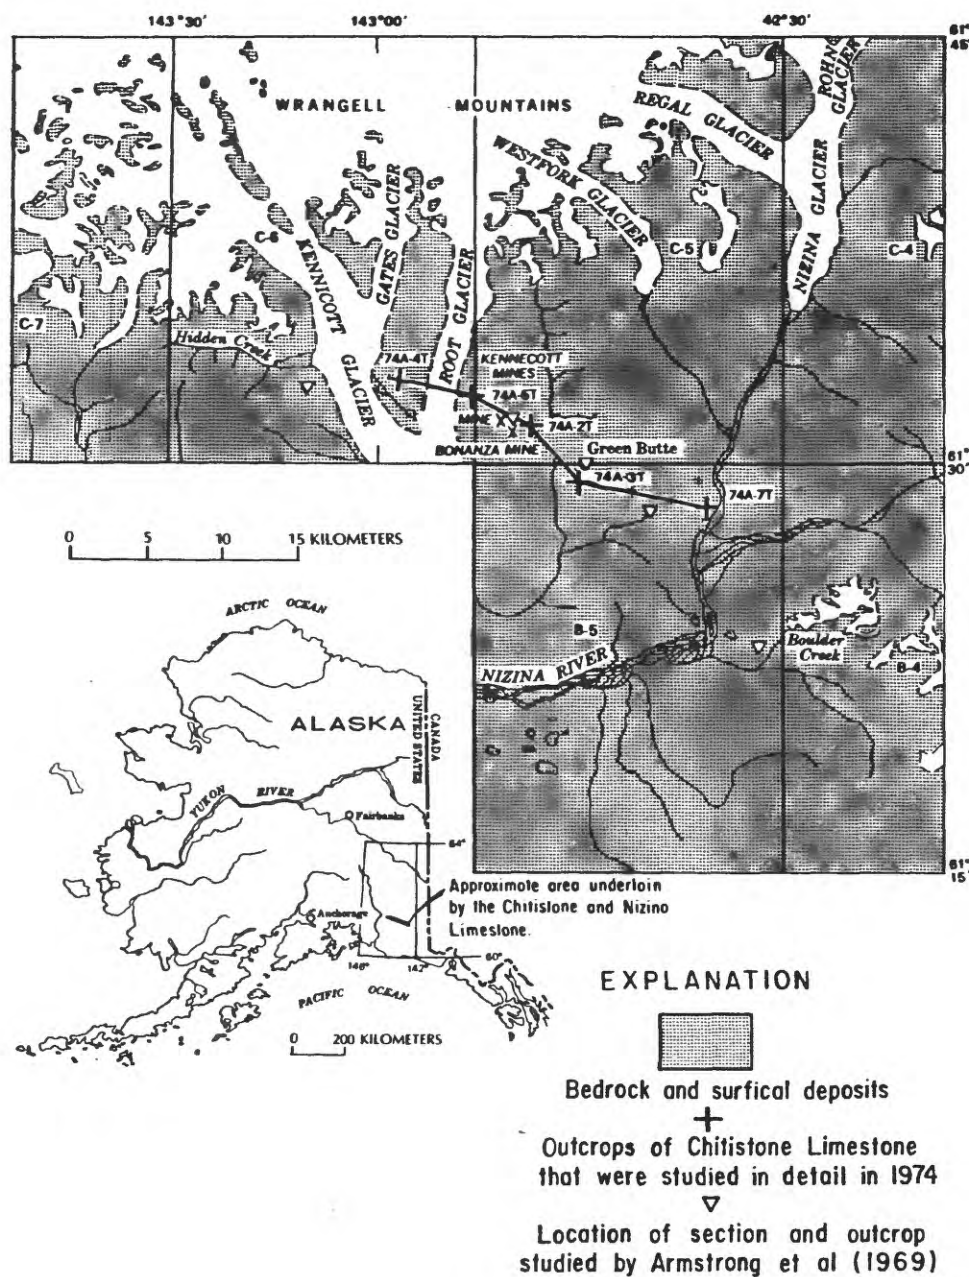 143°30'
143°00'
42°30'
61°
45'
WRANGELL MOUNTAINS
ROHN GLACIER
REGAL GLACIER
WESTFORK GLACIER
NIZINA GLACIER
GATES GLACIER
KENNICOTT GLACIER
ROOT GLACIER
C-6
C-5
C-4
C-7
Hidden Creek
74A-4T
KENNECOTT
MINES
74A-5T
MINE
74A-2T
BONANZA MINE
Green Butte
61°
30'
74A-3T
74A-7T
0 5 10 15 KILOMETERS
B-5
Boulder
Creek
B-4
NIZINA RIVER
61°
15'
ARCTIC OCEAN
ALASKA
UNITED STATES
CANADA
YUKON RIVER
Fairbanks
64°
Approximate area underlain
by the Chitistone and Nizino
Limestone.
Anchorage
146°
142°
60°
PACIFIC OCEAN
0 200 KILOMETERS
EXPLANATION
Bedrock and surfical deposits
Outcrops of Chitistone Limestone
that were studied in detail in 1974
Location of section and outcrop
studied by Armstrong et al (1969)